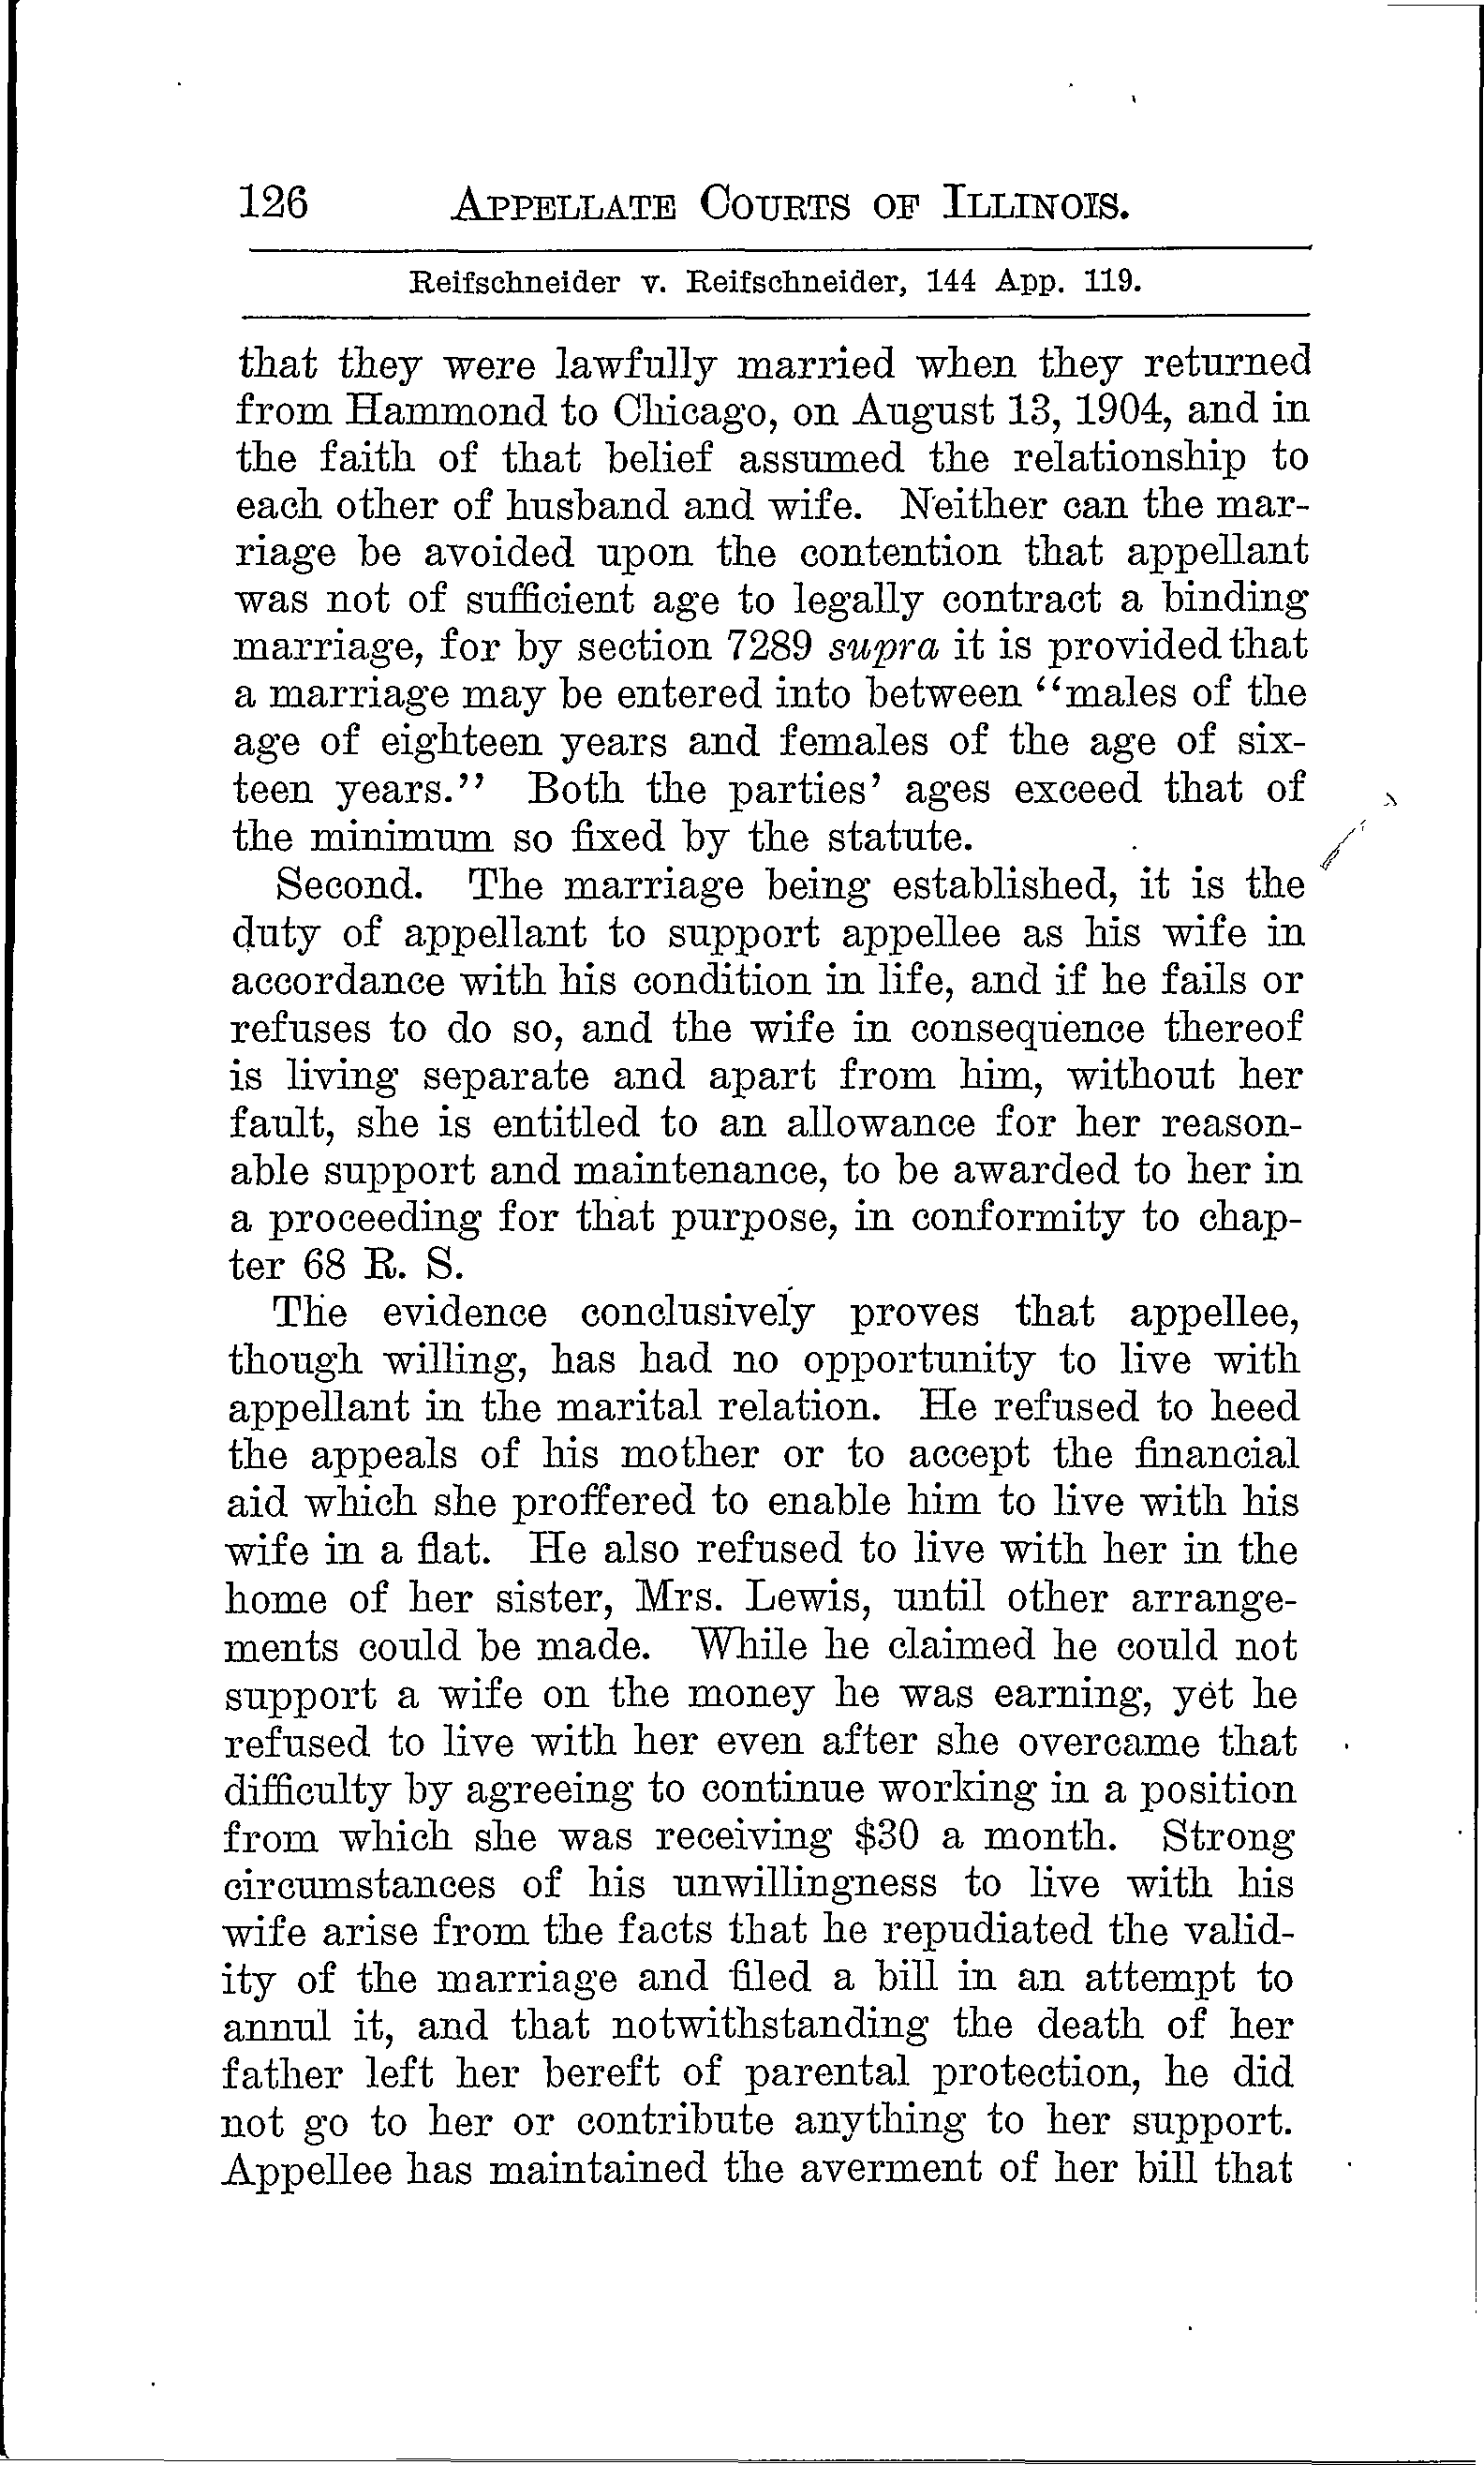 126 APPELLATE COURTS OF ILLINOIS.
Reifschneider v. Reifschneider, 144 App. 119.
that they were lawfully married when they returned
from Hammond to Chicago, on August 13, 1904, and in
the faith of that belief assumed the relationship to
each other of husband and wife. Neither can the mar-
riage be avoided upon the contention that appellant
was not of sufficient age to legally contract a binding
marriage, for by section 7289 supra it is provided that
a marriage may be entered into between "males of the
age of eighteen years and females of the age of six-
teen years." Both the parties' ages exceed that of
the minimum so fixed by the statute.
Second. The marriage being established, it is the
duty of appellant to support appellee as his wife in
accordance with his condition in life, and if he fails or
refuses to do so, and the wife in consequence thereof
is living separate and apart from him, without her
fault, she is entitled to an allowance for her reason-
able support and maintenance, to be awarded to her in
a proceeding for that purpose, in conformity to chap-
ter 68 R. S.
The evidence conclusively proves that appellee,
though willing, has had no opportunity to live with
appellant in the marital relation. He refused to heed
the appeals of his mother or to accept the financial
aid which she proffered to enable him to live with his
wife in a flat. He also refused to live with her in the
home of her sister, Mrs. Lewis, until other arrange-
ments could be made. While he claimed he could not
support a wife on the money he was earning, yet he
refused to live with her even after she overcame that
difficulty by agreeing to continue working in a position
from which she was receiving $30 a month. Strong
circumstances of his unwillingness to live with his
wife arise from the facts that he repudiated the valid-
ity of the marriage and filed a bill in an attempt to
annul it, and that notwithstanding the death of her
father left her bereft of parental protection, he did
not go to her or contribute anything to her support.
Appellee has maintained the averment of her bill that